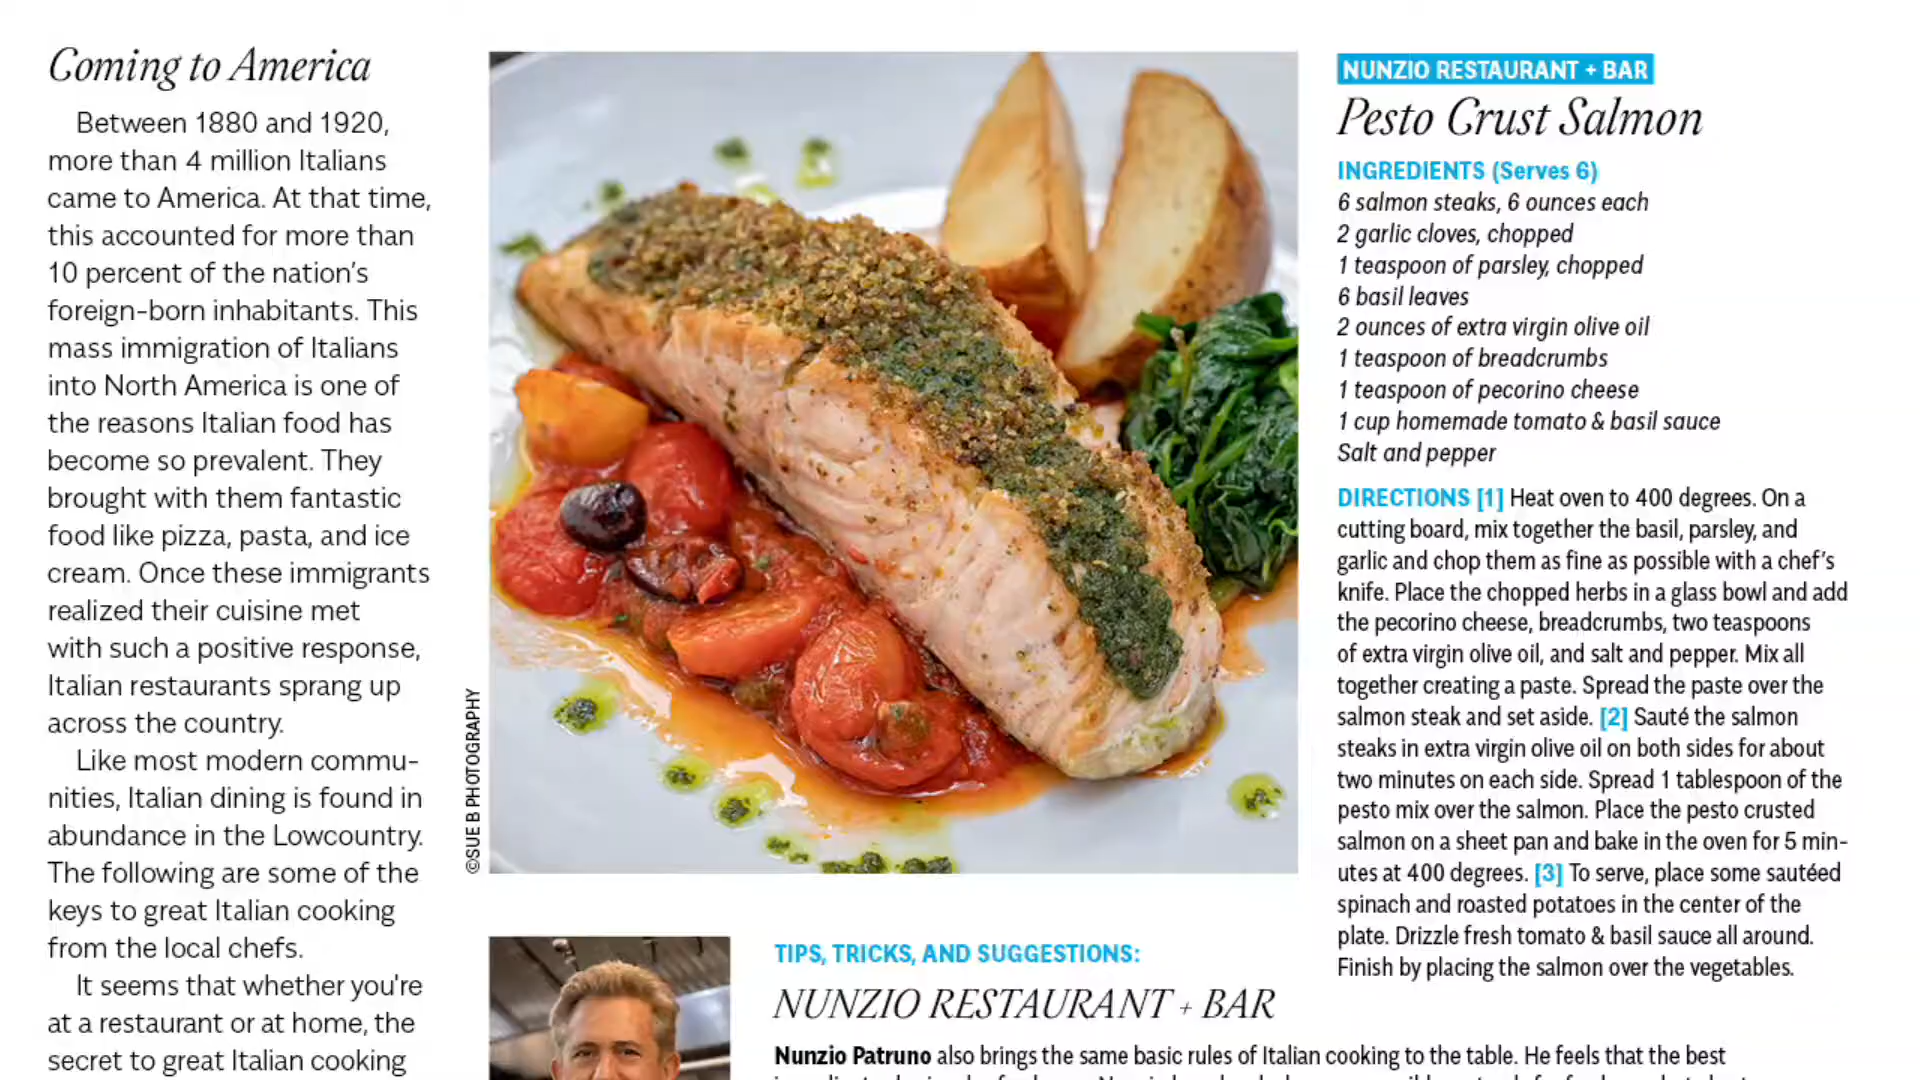 Coming to America
Between 1880 and 1920,
more than 4 million Italians
came to America. At that time,
this accounted for more than
10 percent of the nation's
foreign-born inhabitants. This
mass immigration of Italians
into North America is one of
the reasons Italian food has
become so prevalent. They
brought with them fantastic
food like pizza, pasta, and ice
cream. Once these immigrants
realized their cuisine met
with such a positive response,
Italian restaurants sprang up
across the country.
Like most modern commu-
nities, Italian dining is found in
abundance in the Lowcountry.
The following are some of the
keys to great Italian cooking
from the local chefs.
It seems that whether you're
at a restaurant or at home, the
secret to great Italian cooking
©SUE B PHOTOGRAPHY
NUNZIO RESTAURANT + BAR
Pesto Crust Salmon
INGREDIENTS (Serves 6)
6 salmon steaks, 6 ounces each
2 garlic cloves, chopped
1 teaspoon of parsley, chopped
6 basil leaves
2 ounces of extra virgin olive oil
1 teaspoon of breadcrumbs
1 teaspoon of pecorino cheese
1 cup homemade tomato & basil sauce
Salt and pepper
DIRECTIONS [1] Heat oven to 400 degrees. On a
cutting board, mix together the basil, parsley, and
garlic and chop them as fine as possible with a chef's
knife. Place the chopped herbs in a glass bowl and add
the pecorino cheese, breadcrumbs, two teaspoons
of extra virgin olive oil, and salt and pepper. Mix all
together creating a paste. Spread the paste over the
salmon steak and set aside. [2] Sauté the salmon
steaks in extra virgin olive oil on both sides for about
two minutes on each side. Spread 1 tablespoon of the
pesto mix over the salmon. Place the pesto crusted
salmon on a sheet pan and bake in the oven for 5 min-
utes at 400 degrees. [3] To serve, place some sautéed
spinach and roasted potatoes in the center of the
plate. Drizzle fresh tomato & basil sauce all around.
Finish by placing the salmon over the vegetables.
TIPS, TRICKS, AND SUGGESTIONS:
NUNZIO RESTAURANT + BAR
Nunzio Patruno also brings the same basic rules of Italian cooking to the table. He feels that the best